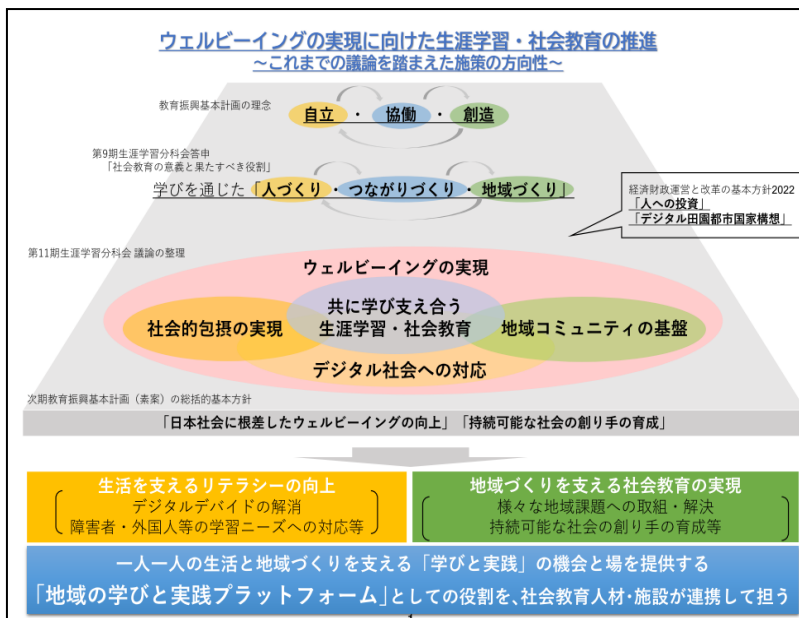 ウェルビーイングの実現に向けた生涯学習・社会教育の推進
~これまでの議論を踏まえた施策の方向性~
教育振興基本計画の理念
自立 ・ 協働 ・ 創造
第9期生涯学習分科会答申
「社会教育の意義と果たすべき役割」
学びを通じた「人づくり・つながりづくり・地域づくり」
経済財政運営と改革の基本方針2022
「人への投資」
「デジタル田園都市国家構想」
第11期生涯学習分科会 議論の整理
ウェルビーイングの実現
共に学び支え合う
生涯学習・社会教育
社会的包摂の実現
地域コミュニティの基盤
デジタル社会への対応
次期教育振興基本計画（素案）の総括的基本方針
「日本社会に根差したウェルビーイングの向上」「持続可能な社会の創り手の育成」
生活を支えるリテラシーの向上
デジタルデバイドの解消
障害者・外国人等の学習ニーズへの対応等
地域づくりを支える社会教育の実現
様々な地域課題への取組・解決
持続可能な社会の創り手の育成等
一人一人の生活と地域づくりを支える「学びと実践」の機会と場を提供する
「地域の学びと実践プラットフォーム」としての役割を、社会教育人材・施設が連携して担う